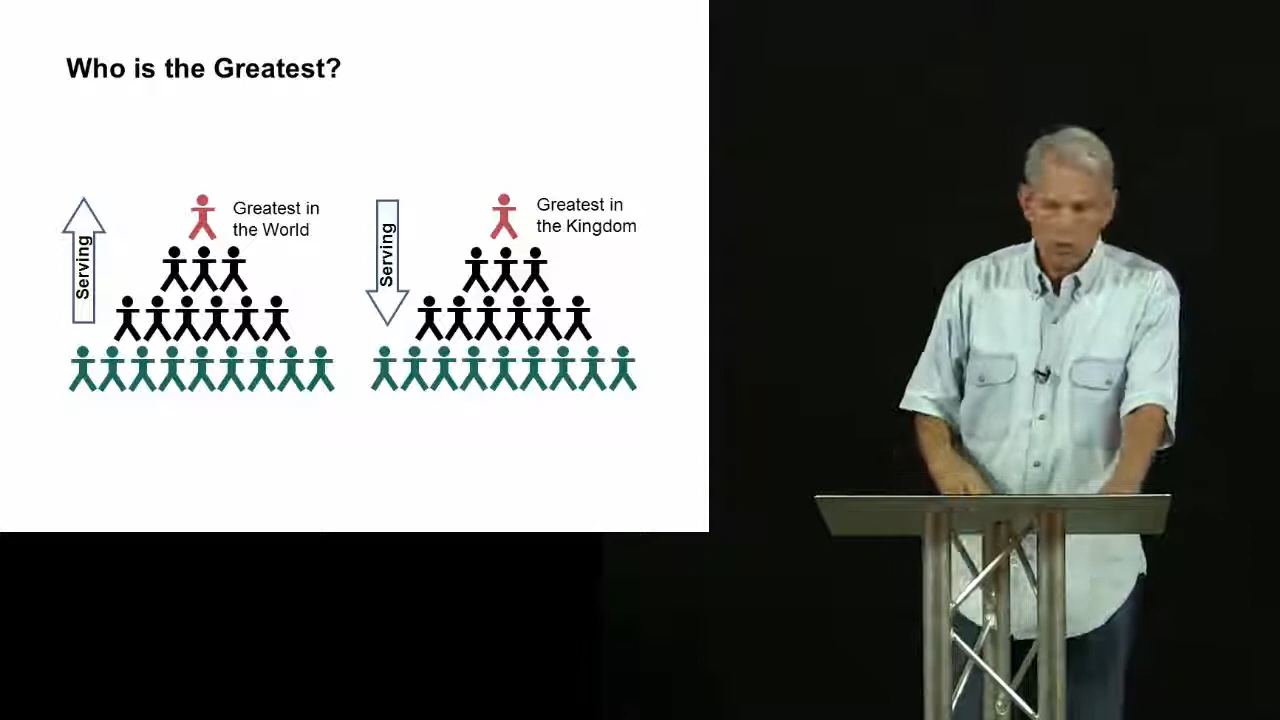 Who is the Greatest?
Serving
Greatest in
the World
Serving
Greatest in
the Kingdom